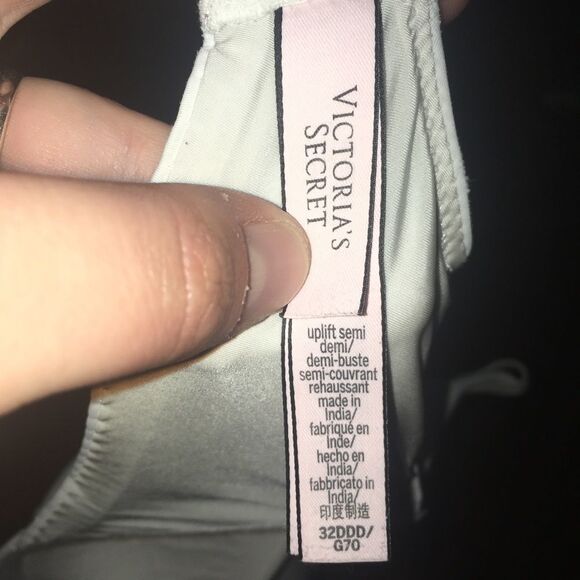 VICTORIA'S
SECRET
uplift semi
demi/
demi-buste
semi-couvrant
rehaussant
made in
India/
fabriqué en
Inde/
hecho en
India/
fabbricato in
India/
印度制造
32DDD/
G70